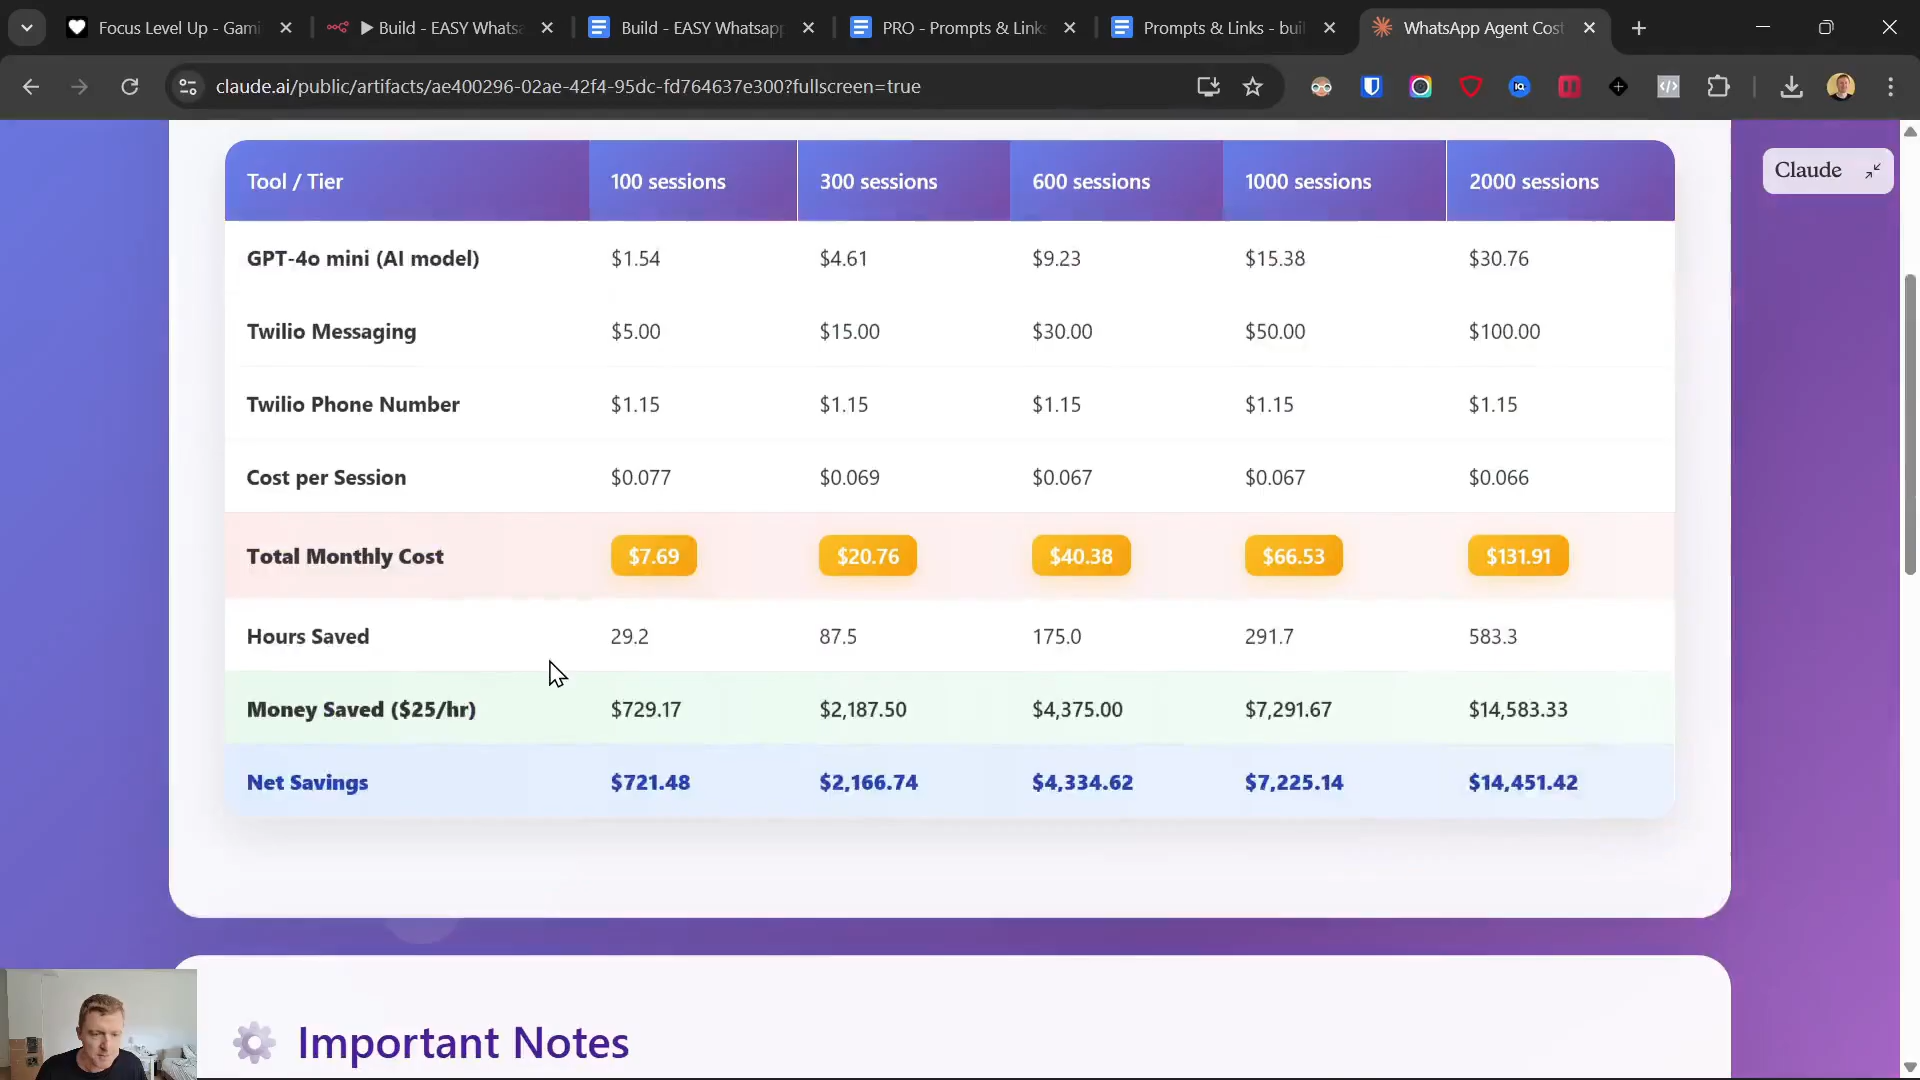 Focus Level Up - Gami
Build - EASY Whatsa
Build - EASY Whatsapp
PRO - Prompts & Links
Prompts & Links - buil
WhatsApp Agent Cost
claude.ai/public/artifacts/ae400296-02ae-42f4-95dc-fd764637e300?fullscreen=true
Claude
Tool / Tier 100 sessions 300 sessions 600 sessions 1000 sessions 2000 sessions
GPT-4o mini (AI model) $1.54 $4.61 $9.23 $15.38 $30.76
Twilio Messaging $5.00 $15.00 $30.00 $50.00 $100.00
Twilio Phone Number $1.15 $1.15 $1.15 $1.15 $1.15
Cost per Session $0.077 $0.069 $0.067 $0.067 $0.066
Total Monthly Cost $7.69 $20.76 $40.38 $66.53 $131.91
Hours Saved 29.2 87.5 175.0 291.7 583.3
Money Saved ($25/hr) $729.17 $2,187.50 $4,375.00 $7,291.67 $14,583.33
Net Savings $721.48 $2,166.74 $4,334.62 $7,225.14 $14,451.42
Important Notes